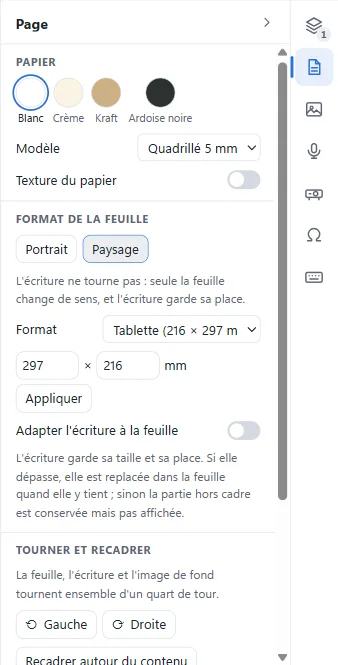 Page
1
PAPIER
Blanc Crème Kraft Ardoise noire
Modèle Quadrillé 5 mm
Texture du papier
FORMAT DE LA FEUILLE
Portrait Paysage
L'écriture ne tourne pas : seule la feuille
change de sens, et l'écriture garde sa place.
Format Tablette (216 × 297 m
297 × 216 mm
Appliquer
Adapter l'écriture à la feuille
L'écriture garde sa taille et sa place. Si elle
dépasse, elle est replacée dans la feuille
quand elle y tient ; sinon la partie hors cadre
est conservée mais pas affichée.
TOURNER ET RECADRER
La feuille, l'écriture et l'image de fond
tournent ensemble d'un quart de tour.
Gauche Droite
Recadrer autour du contenu